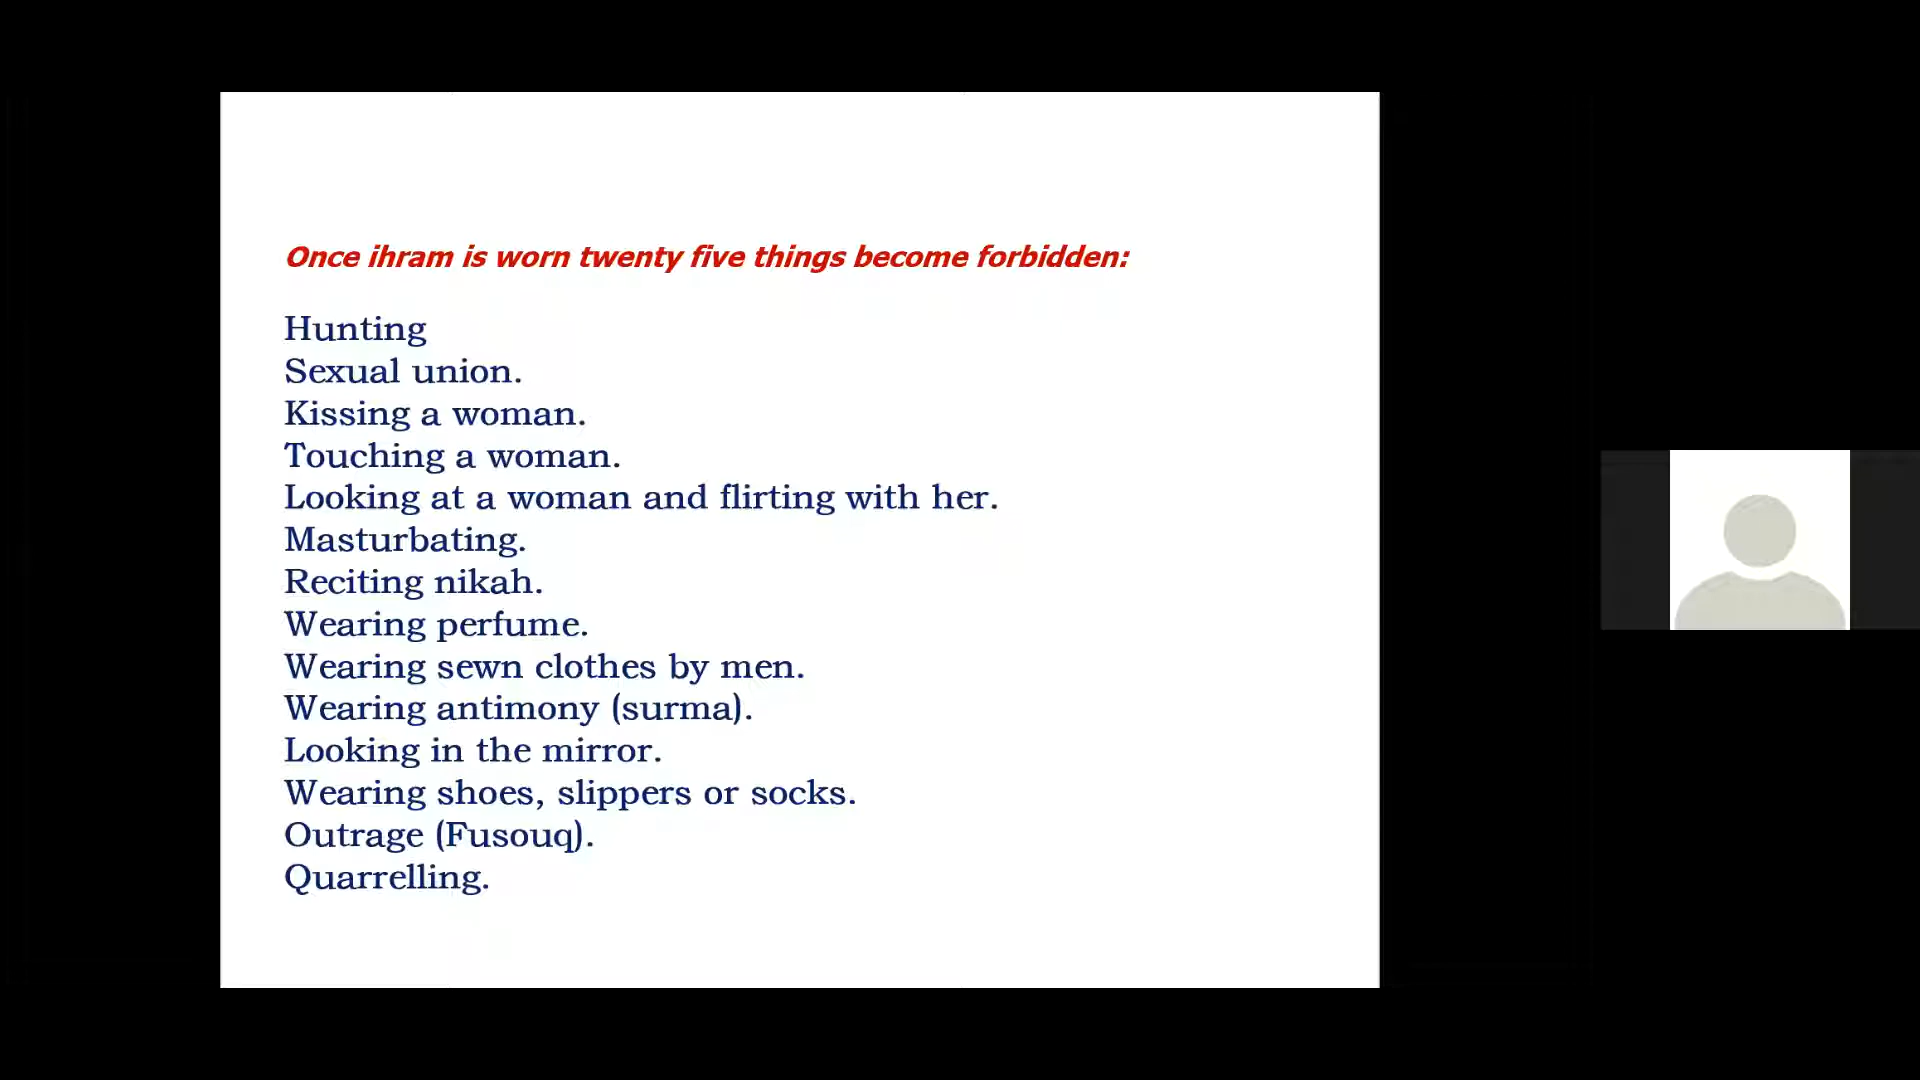 Once ihram is worn twenty five things become forbidden:
Hunting
Sexual union.
Kissing a woman.
Touching a woman.
Looking at a woman and flirting with her.
Masturbating.
Reciting nikah.
Wearing perfume.
Wearing sewn clothes by men.
Wearing antimony (surma).
Looking in the mirror.
Wearing shoes, slippers or socks.
Outrage (Fusouq).
Quarrelling.